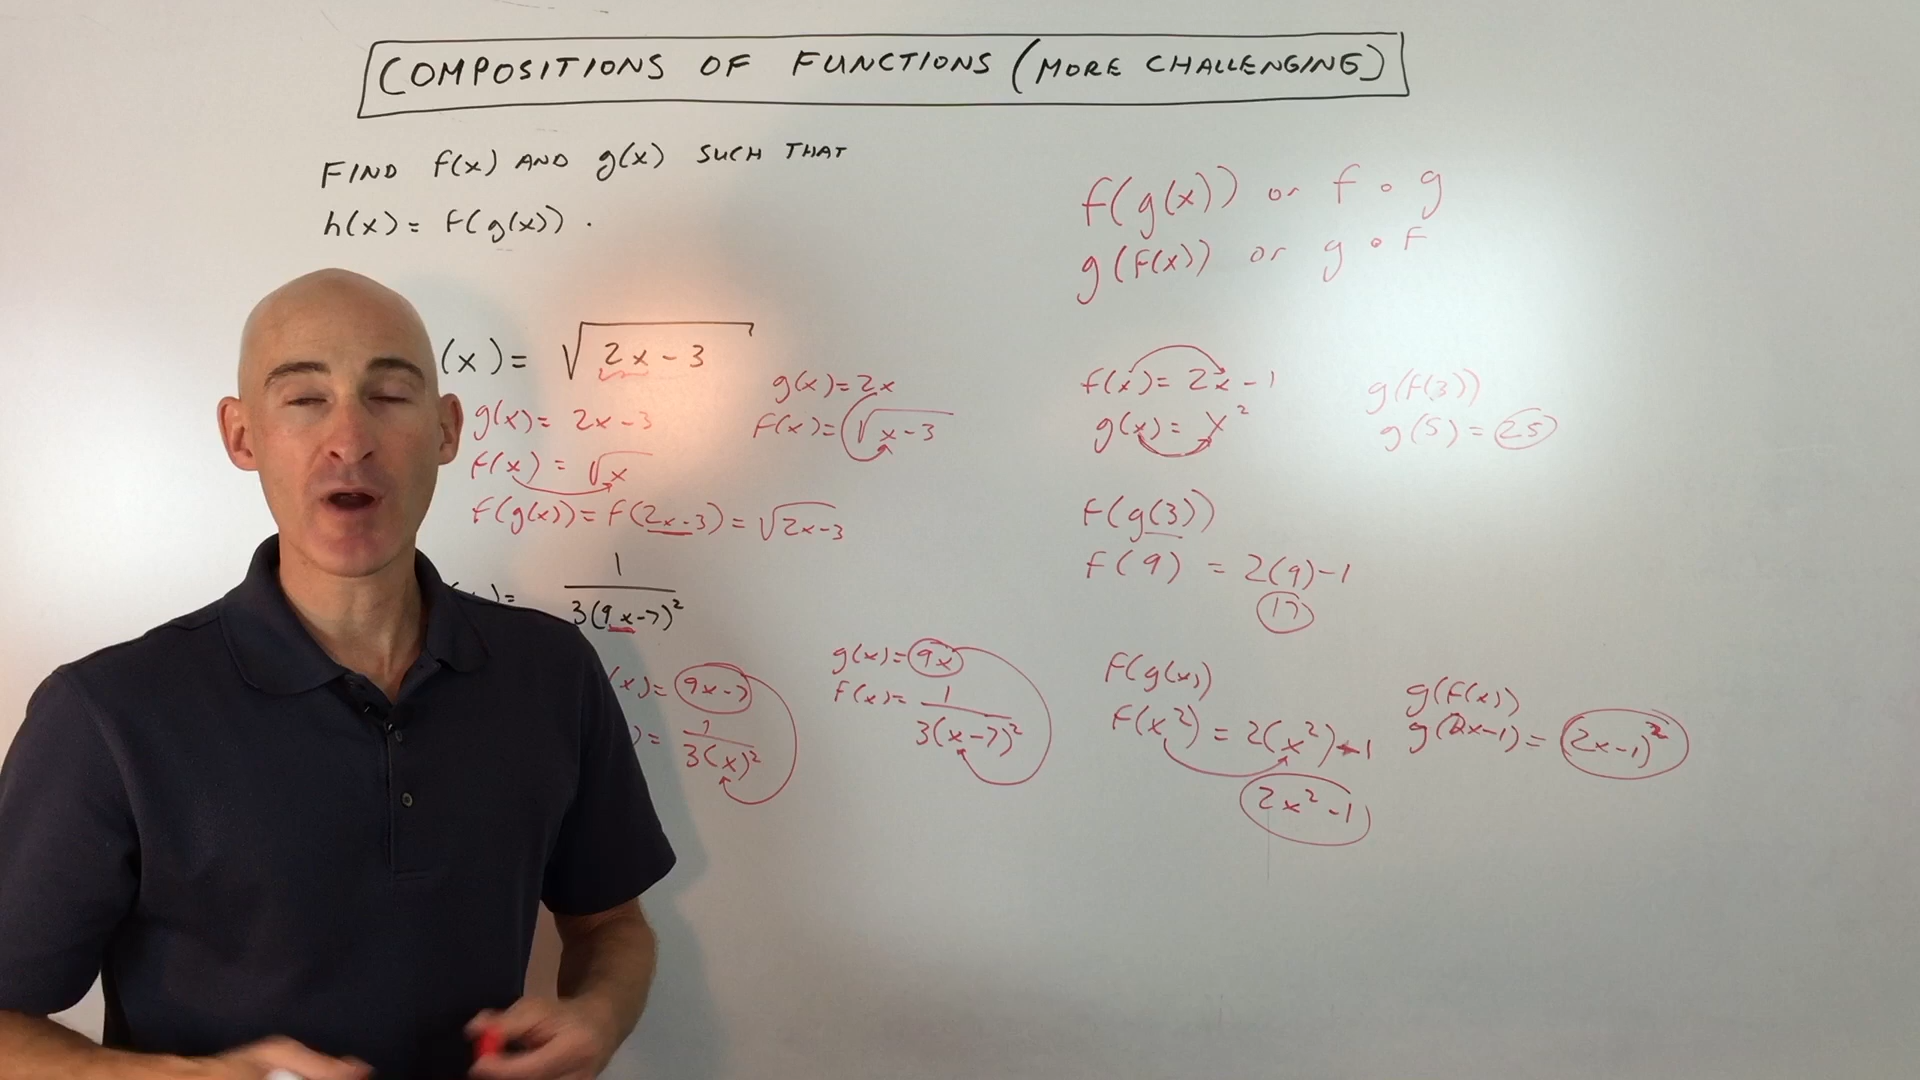 COMPOSITIONS OF FUNCTIONS (MORE CHALLENGING)
FIND f(x) AND g(x) SUCH THAT
h(x) = f(g(x)) .
(x) = √(2x - 3)
g(x) = 2x - 3
f(x) = √x
f(g(x)) = f(2x-3) = √(2x-3)
g(x) = 2x
f(x) = √(x-3)
) = 1/(3(9x-7)²)
(x) = 9x-7
) = 1/(3(x)²)
g(x) = 9x
f(x) = 1/(3(x-7)²)
f(g(x)) or f ∘ g
g(f(x)) or g ∘ f
f(x) = 2x - 1
g(x) = x²
g(f(3))
g(5) = 25
f(g(3))
f(9) = 2(9)-1
17
f(g(x))
f(x²) = 2(x²)-1
2x²-1
g(f(x))
g(2x-1) = (2x-1)²